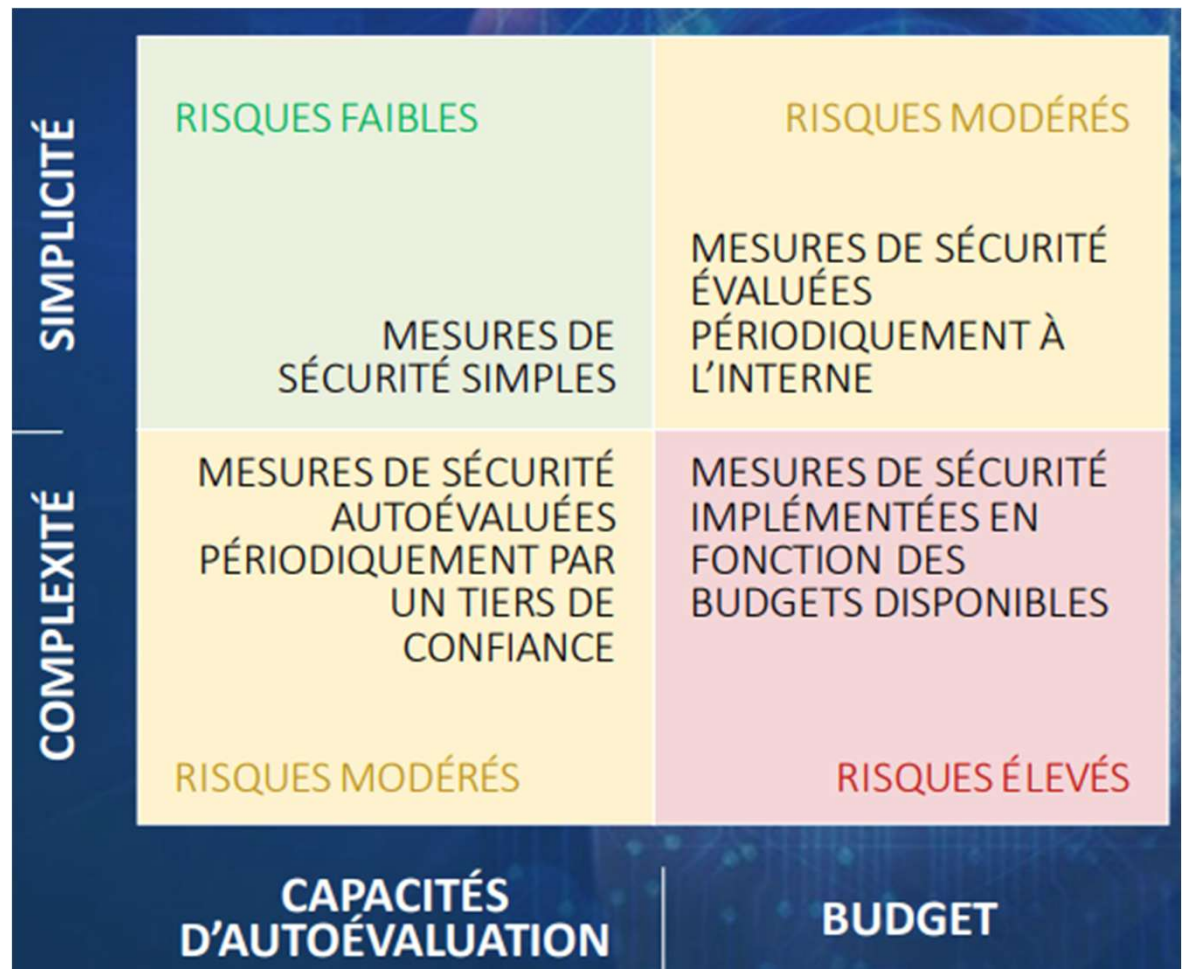 SIMPLICITÉ
RISQUES FAIBLES
MESURES DE
SÉCURITÉ SIMPLES
RISQUES MODÉRÉS
MESURES DE SÉCURITÉ
ÉVALUÉES
PÉRIODIQUEMENT À
L'INTERNE
COMPLEXITÉ
MESURES DE SÉCURITÉ
AUTOÉVALUÉES
PÉRIODIQUEMENT PAR
UN TIERS DE
CONFIANCE
RISQUES MODÉRÉS
MESURES DE SÉCURITÉ
IMPLÉMENTÉES EN
FONCTION DES
BUDGETS DISPONIBLES
RISQUES ÉLEVÉS
CAPACITÉS
D'AUTOÉVALUATION
BUDGET